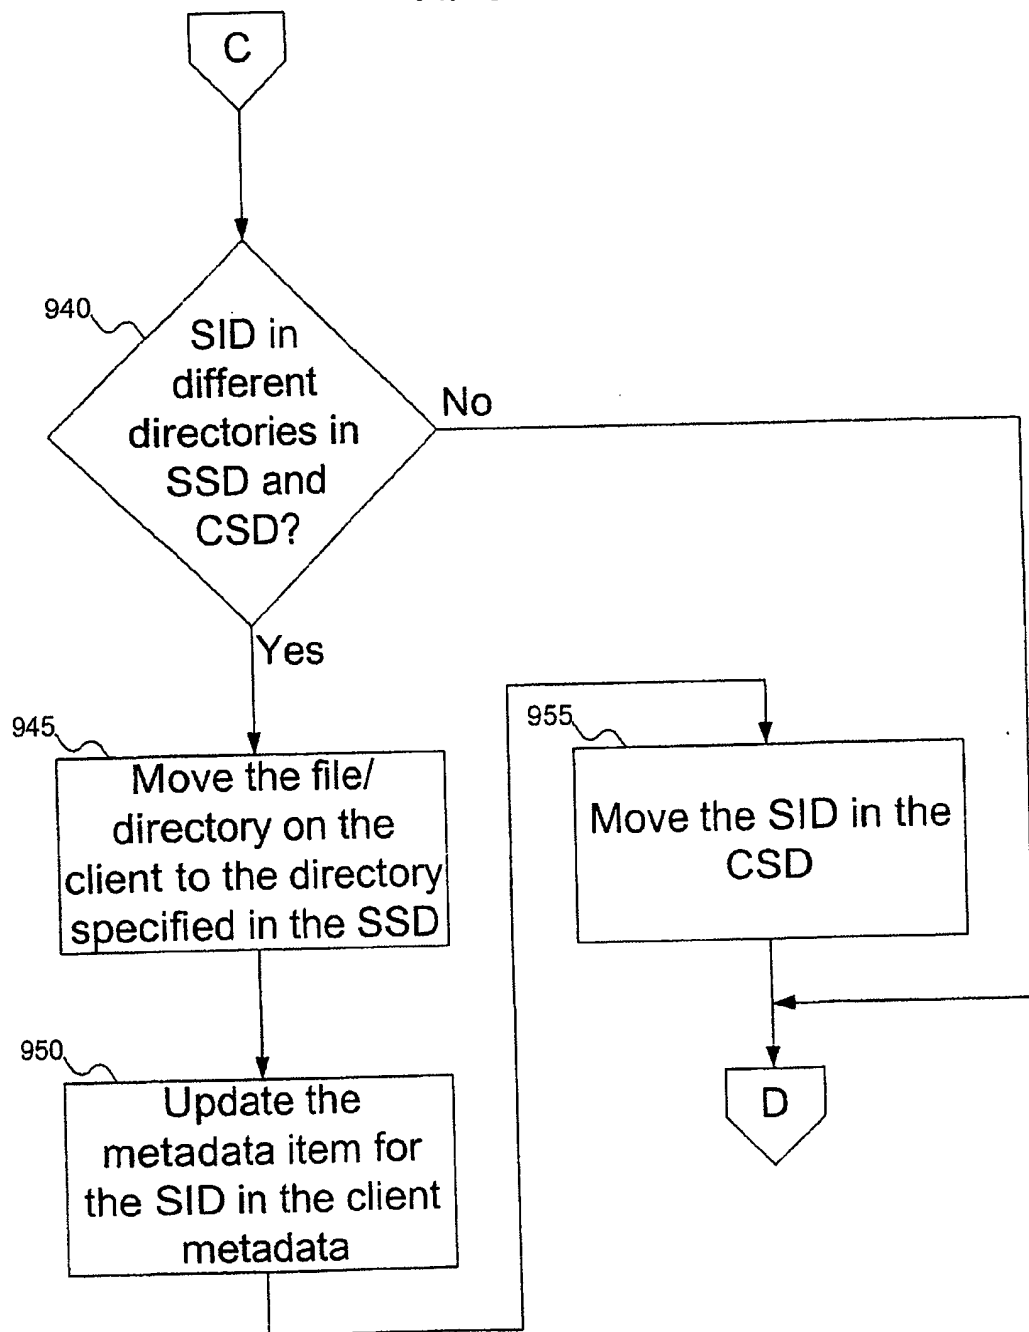 C
940
SID in
different
directories in
SSD and
CSD?
No
Yes
945
Move the file/
directory on the
client to the directory
specified in the SSD
950
Update the
metadata item for
the SID in the client
metadata
955
Move the SID in the
CSD
D